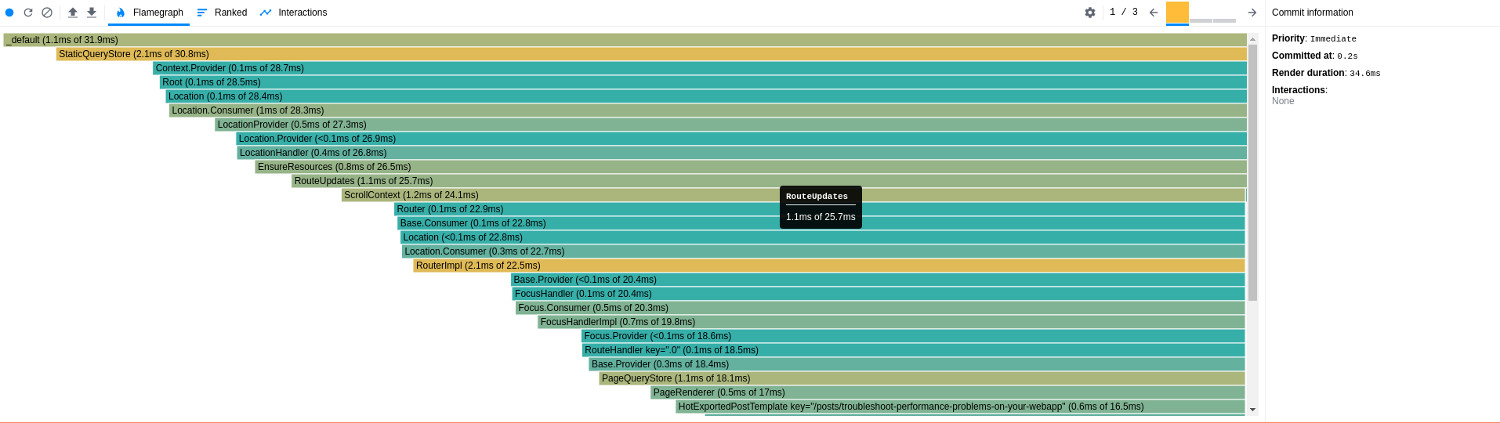 Flamegraph Ranked Interactions 1 / 3 Commit information
_default (1.1ms of 31.9ms)
StaticQueryStore (2.1ms of 30.8ms)
Context.Provider (0.1ms of 28.7ms)
Root (0.1ms of 28.5ms)
Location (0.1ms of 28.4ms)
Location.Consumer (1ms of 28.3ms)
LocationProvider (0.5ms of 27.3ms)
Location.Provider (<0.1ms of 26.9ms)
LocationHandler (0.4ms of 26.8ms)
EnsureResources (0.8ms of 26.5ms)
RouteUpdates (1.1ms of 25.7ms)
ScrollContext (1.2ms of 24.1ms)
Router (0.1ms of 22.9ms)
Base.Consumer (0.1ms of 22.8ms)
Location (<0.1ms of 22.8ms)
Location.Consumer (0.3ms of 22.7ms)
RouterImpl (2.1ms of 22.5ms)
Base.Provider (<0.1ms of 20.4ms)
FocusHandler (0.1ms of 20.4ms)
Focus.Consumer (0.5ms of 20.3ms)
FocusHandlerImpl (0.7ms of 19.8ms)
Focus.Provider (<0.1ms of 18.6ms)
RouteHandler key=".0" (0.1ms of 18.5ms)
Base.Provider (0.3ms of 18.4ms)
PageQueryStore (1.1ms of 18.1ms)
PageRenderer (0.5ms of 17ms)
HotExportedPostTemplate key="/posts/troubleshoot-performance-problems-on-your-webapp" (0.6ms of 16.5ms)
RouteUpdates
1.1ms of 25.7ms
Priority: Immediate
Committed at: 0.2s
Render duration: 34.6ms
Interactions:
None